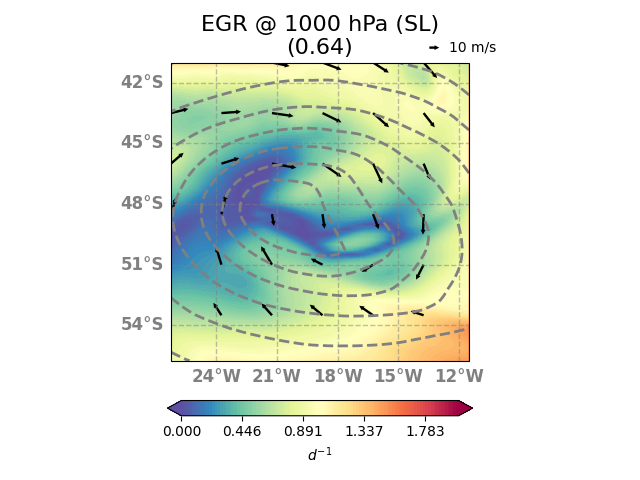 EGR @ 1000 hPa (SL)
(0.64)
10 m/s
42°S
45°S
48°S
51°S
54°S
24°W 21°W 18°W 15°W 12°W
0.000 0.446 0.891 1.337 1.783
d⁻¹